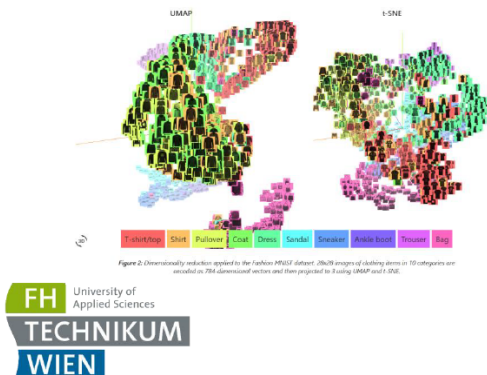 UMAP t-SNE
T-shirt/top Shirt Pullover Coat Dress Sandal Sneaker Ankle boot Trouser Bag
Figure 2: Dimensionality reduction applied to the Fashion MNIST dataset. 28x28 images of clothing items in 10 categories are
encoded as 784-dimensional vectors and then projected to 3 using UMAP and t-SNE.
FH University of
Applied Sciences
TECHNIKUM
WIEN